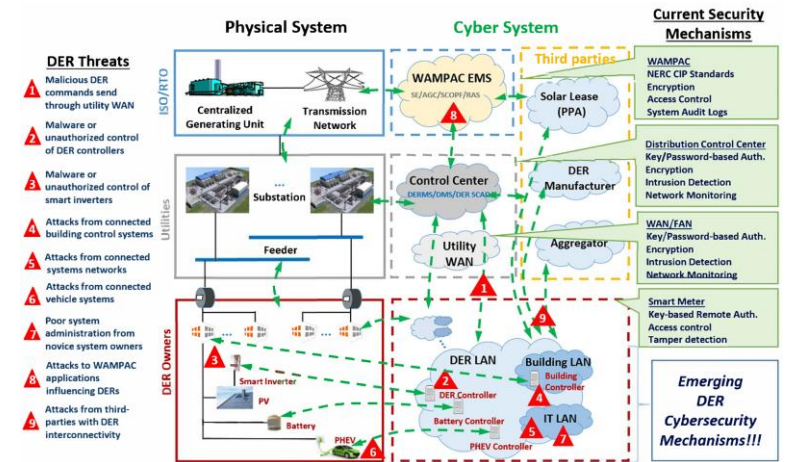 Physical System
Cyber System
Current Security
Mechanisms
DER Threats
1
Malicious DER
commands send
through utility WAN
2
Malware or
unauthorized control
of DER controllers
3
Malware or
unauthorized control of
smart inverters
4
Attacks from connected
building control systems
5
Attacks from connected
systems networks
6
Attacks from connected
vehicle systems
7
Poor system
administration from
novice system owners
8
Attacks to WAMPAC
applications
influencing DERs
9
Attacks from third-
parties with DER
interconnectivity
ISO/RTO
Centralized
Generating Unit
Transmission
Network
WAMPAC EMS
SE/AGC/SCOPF/RAS
8
Third parties
Solar Lease
(PPA)
Utilities
...
Substation
Feeder
Control Center
DERMS/DMS/DER SCADA
Utility
WAN
1
DER
Manufacturer
Aggregator
9
DER Owners
...
...
3
Smart Inverter
PV
Battery
PHEV
6
DER LAN
2
DER Controller
Battery Controller
PHEV Controller
Building LAN
Building
Controller
4
IT LAN
5
7
WAMPAC
NERC CIP Standards
Encryption
Access Control
System Audit Logs
Distribution Control Center
Key/Password-based Auth.
Encryption
Intrusion Detection
Network Monitoring
WAN/FAN
Key/Password-based Auth.
Encryption
Intrusion Detection
Network Monitoring
Smart Meter
Key-based Remote Auth.
Access control
Tamper detection
Emerging
DER
Cybersecurity
Mechanisms!!!